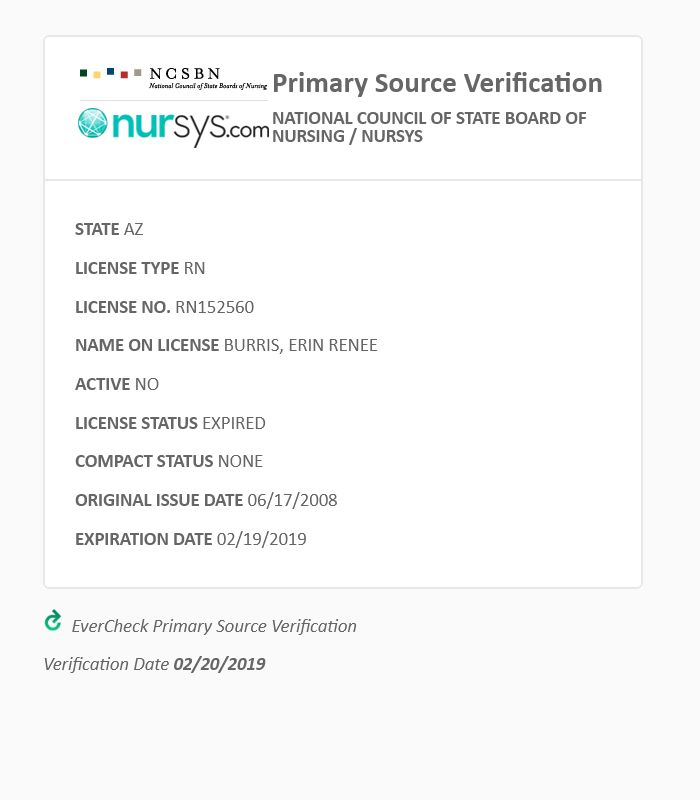 NCSBN
National Council of State Boards of Nursing
nursys.com
Primary Source Verification
NATIONAL COUNCIL OF STATE BOARD OF
NURSING / NURSYS
STATE AZ
LICENSE TYPE RN
LICENSE NO. RN152560
NAME ON LICENSE BURRIS, ERIN RENEE
ACTIVE NO
LICENSE STATUS EXPIRED
COMPACT STATUS NONE
ORIGINAL ISSUE DATE 06/17/2008
EXPIRATION DATE 02/19/2019
EverCheck Primary Source Verification
Verification Date 02/20/2019